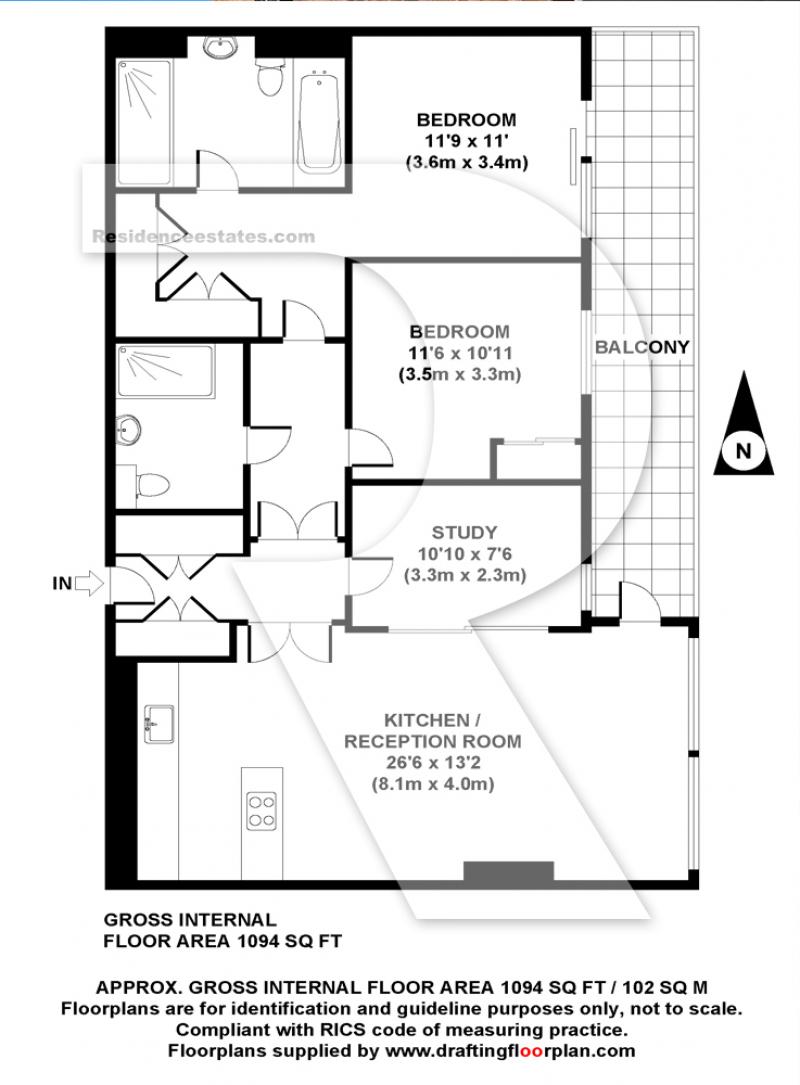 BEDROOM
11'9 x 11'
(3.6m x 3.4m)
Residenceestates.com
BEDROOM
11'6 x 10'11
(3.5m x 3.3m)
BALCONY
N
STUDY
10'10 x 7'6
(3.3m x 2.3m)
IN
KITCHEN /
RECEPTION ROOM
26'6 x 13'2
(8.1m x 4.0m)
GROSS INTERNAL
FLOOR AREA 1094 SQ FT
APPROX. GROSS INTERNAL FLOOR AREA 1094 SQ FT / 102 SQ M
Floorplans are for identification and guideline purposes only, not to scale.
Compliant with RICS code of measuring practice.
Floorplans supplied by www.draftingfloorplan.com